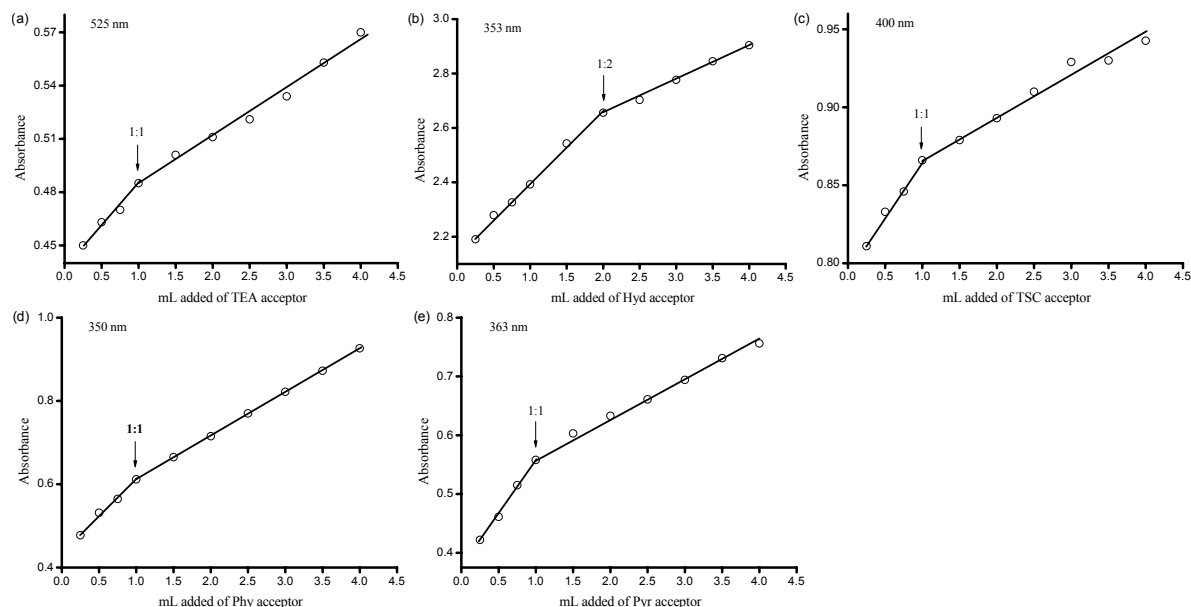 (a)
525 nm
0.57
0.54
0.51
0.48
0.45
Absorbance
1:1
0.0 0.5 1.0 1.5 2.0 2.5 3.0 3.5 4.0 4.5
mL added of TEA acceptor
(b)
353 nm
3.0
2.8
2.6
2.4
2.2
Absorbance
1:2
0.0 0.5 1.0 1.5 2.0 2.5 3.0 3.5 4.0 4.5
mL added of Hyd acceptor
(c)
400 nm
0.95
0.90
0.85
0.80
Absorbance
1:1
0.0 0.5 1.0 1.5 2.0 2.5 3.0 3.5 4.0 4.5
mL added of TSC acceptor
(d)
350 nm
1.0
0.8
0.6
0.4
Absorbance
1:1
0.0 0.5 1.0 1.5 2.0 2.5 3.0 3.5 4.0 4.5
mL added of Phy acceptor
(e)
363 nm
0.8
0.7
0.6
0.5
0.4
Absorbance
1:1
0.0 0.5 1.0 1.5 2.0 2.5 3.0 3.5 4.0 4.5
mL added of Pyr acceptor